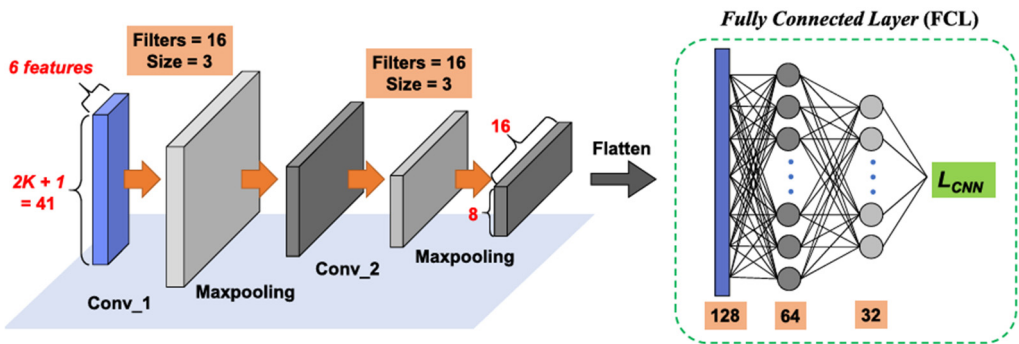 Fully Connected Layer (FCL)
Filters = 16
Size = 3
Filters = 16
Size = 3
6 features
16
Flatten
2K + 1
= 41
8
L_CNN
Conv_1
Maxpooling
Conv_2
Maxpooling
128
64
32